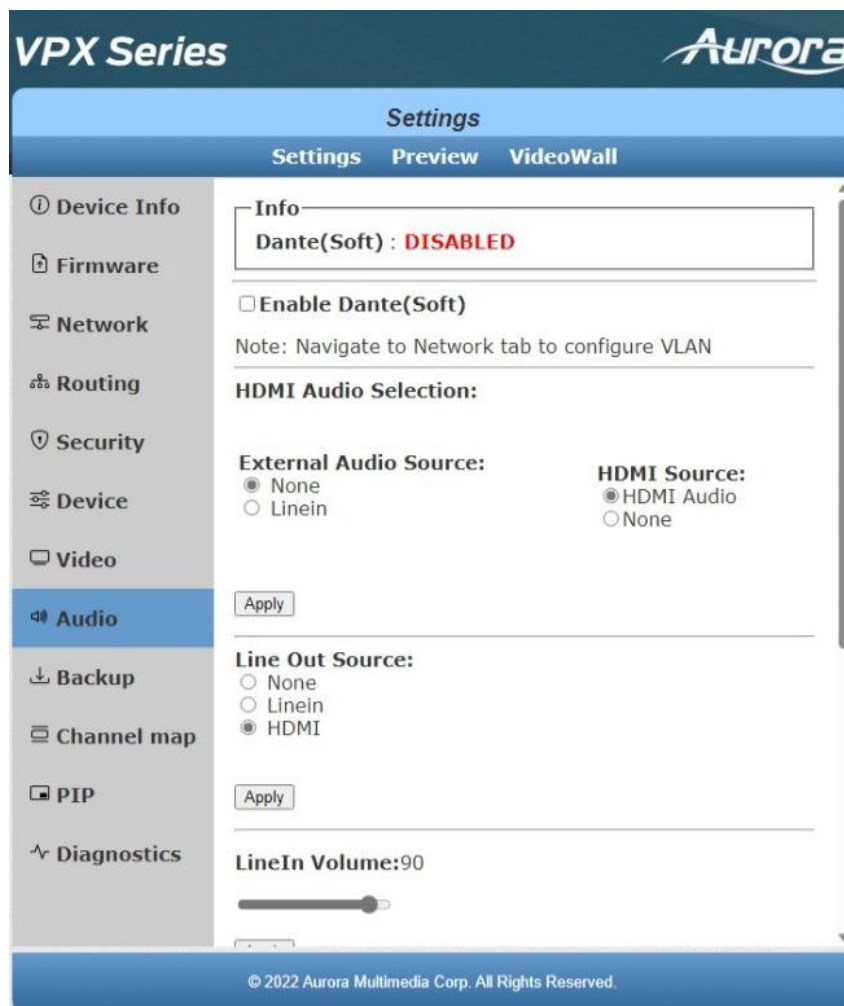 VPX Series
Aurora
Settings
Settings Preview VideoWall
Device Info
Firmware
Network
Routing
Security
Device
Video
Audio
Backup
Channel map
PIP
Diagnostics
Info
Dante(Soft) : DISABLED
Enable Dante(Soft)
Note: Navigate to Network tab to configure VLAN
HDMI Audio Selection:
External Audio Source:
None
Linein
HDMI Source:
HDMI Audio
None
Apply
Line Out Source:
None
Linein
HDMI
Apply
LineIn Volume:90
© 2022 Aurora Multimedia Corp. All Rights Reserved.